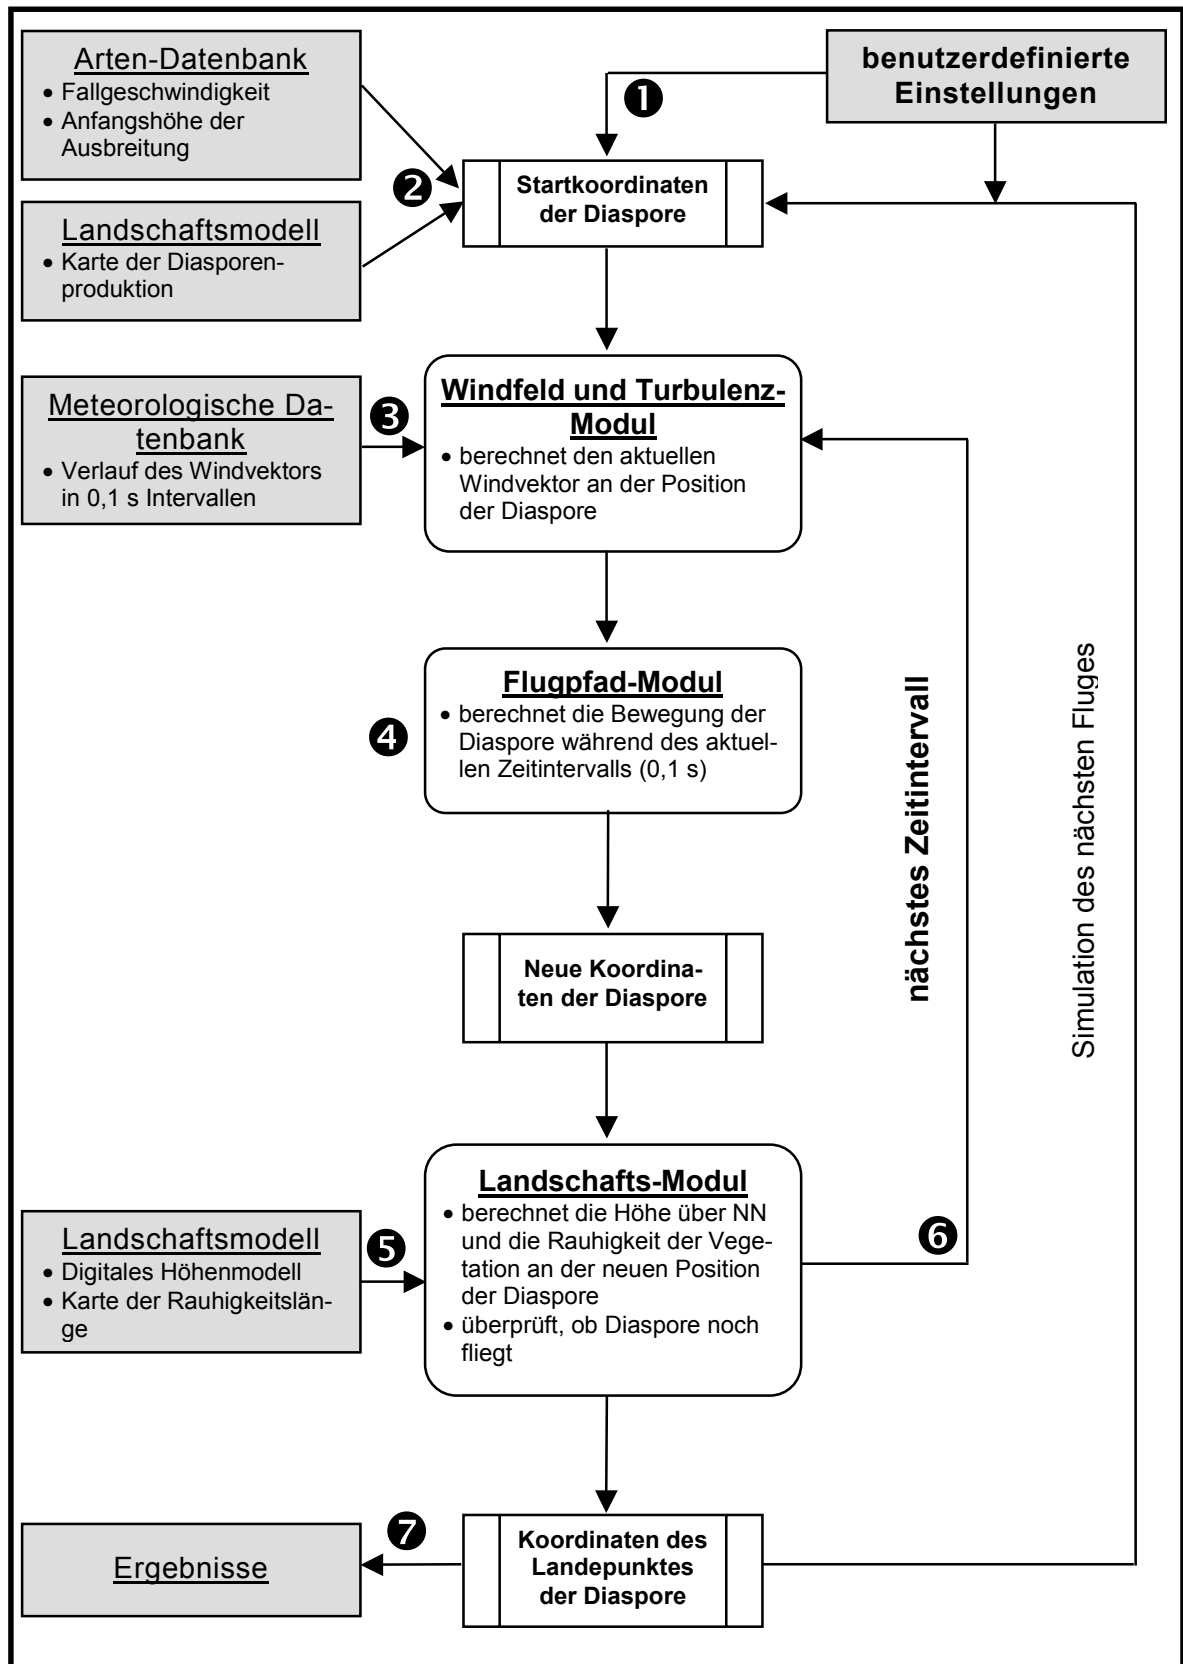 Arten-Datenbank
• Fallgeschwindigkeit
• Anfangshöhe der
Ausbreitung
benutzerdefinierte
Einstellungen
❶
❷
Startkoordinaten
der Diaspore
Landschaftsmodell
• Karte der Diasporen-
produktion
Meteorologische Da-
tenbank
• Verlauf des Windvektors
in 0,1 s Intervallen
❸
Windfeld und Turbulenz-
Modul
• berechnet den aktuellen
Windvektor an der Position
der Diaspore
❹
Flugpfad-Modul
• berechnet die Bewegung der
Diaspore während des aktuel-
len Zeitintervalls (0,1 s)
nächstes Zeitintervall
Simulation des nächsten Fluges
Neue Koordina-
ten der Diaspore
Landschaftsmodell
• Digitales Höhenmodell
• Karte der Rauhigkeitslän-
ge
❺
Landschafts-Modul
• berechnet die Höhe über NN
und die Rauhigkeit der Vege-
tation an der neuen Position
der Diaspore
• überprüft, ob Diaspore noch
fliegt
❻
Ergebnisse
❼
Koordinaten des
Landepunktes
der Diaspore